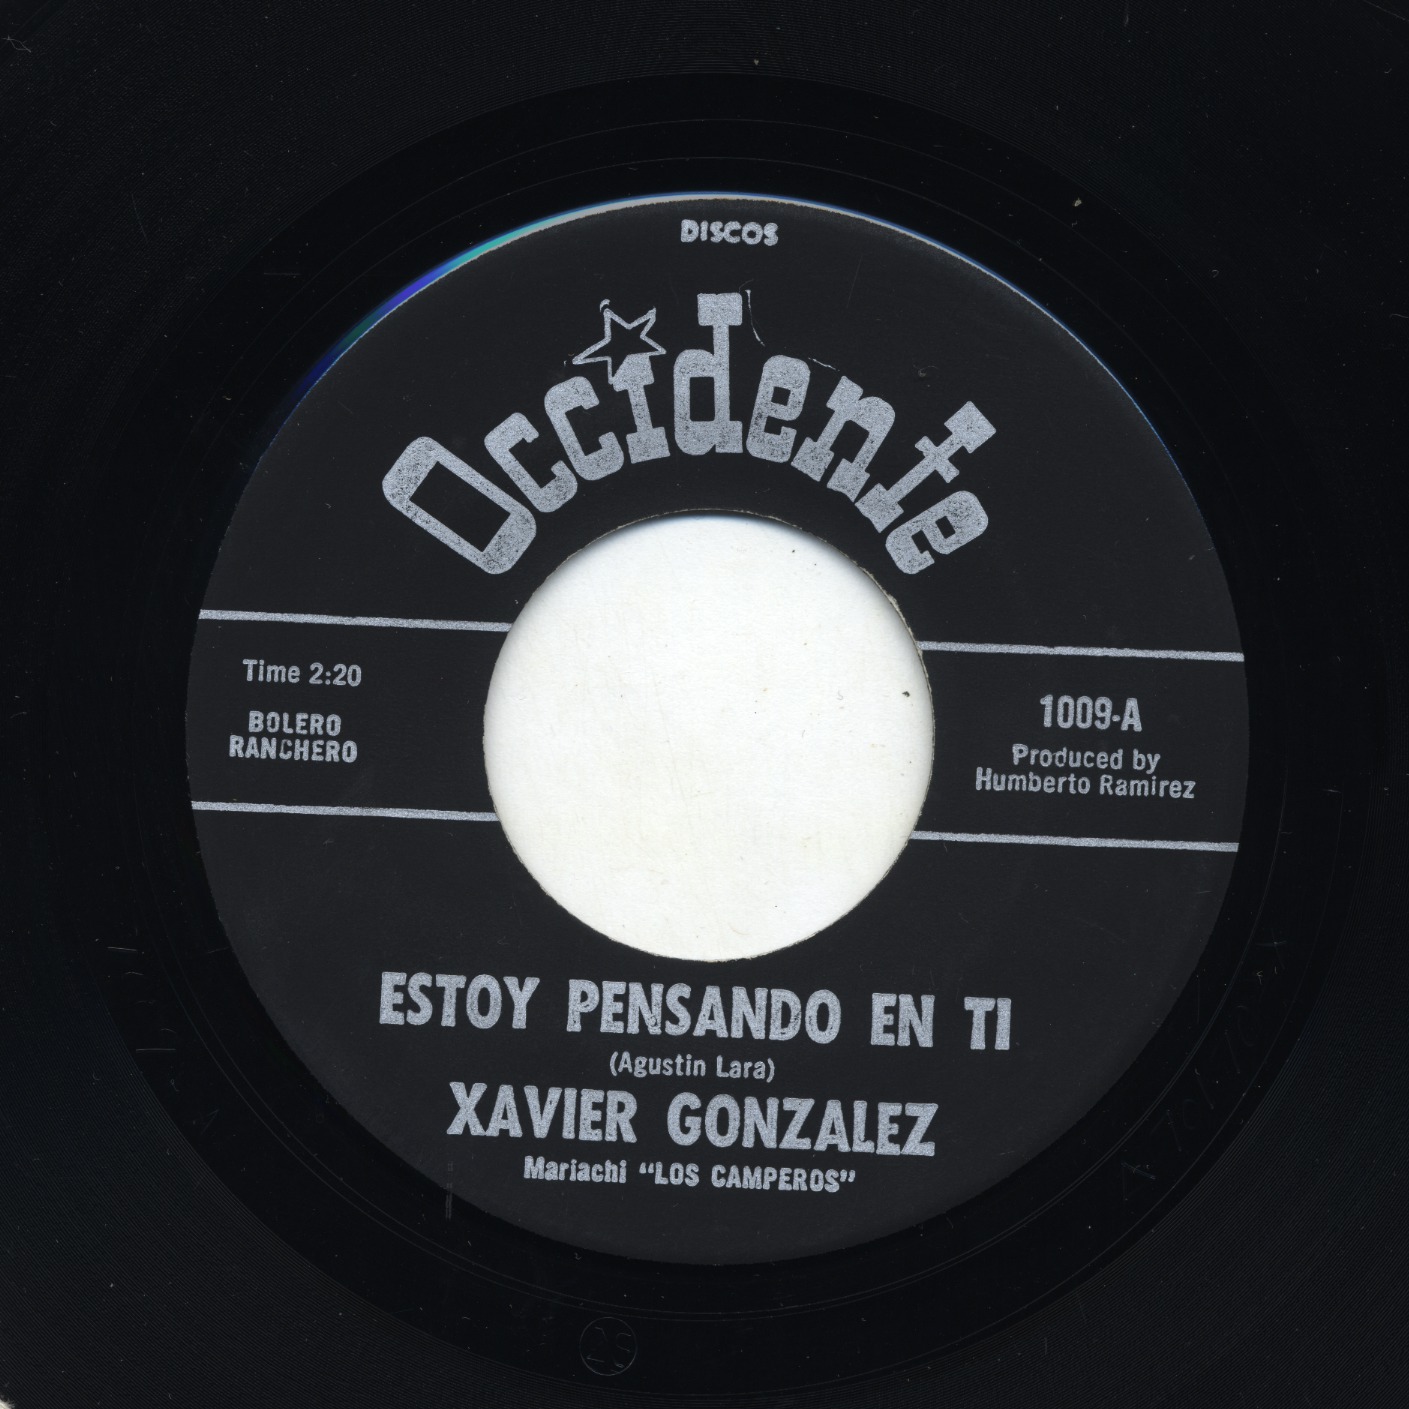 DISCOS
Occidente
Time 2:20
BOLERO
RANCHERO
1009-A
Produced by
Humberto Ramirez
ESTOY PENSANDO EN TI
(Agustin Lara)
XAVIER GONZALEZ
Mariachi "LOS CAMPEROS"